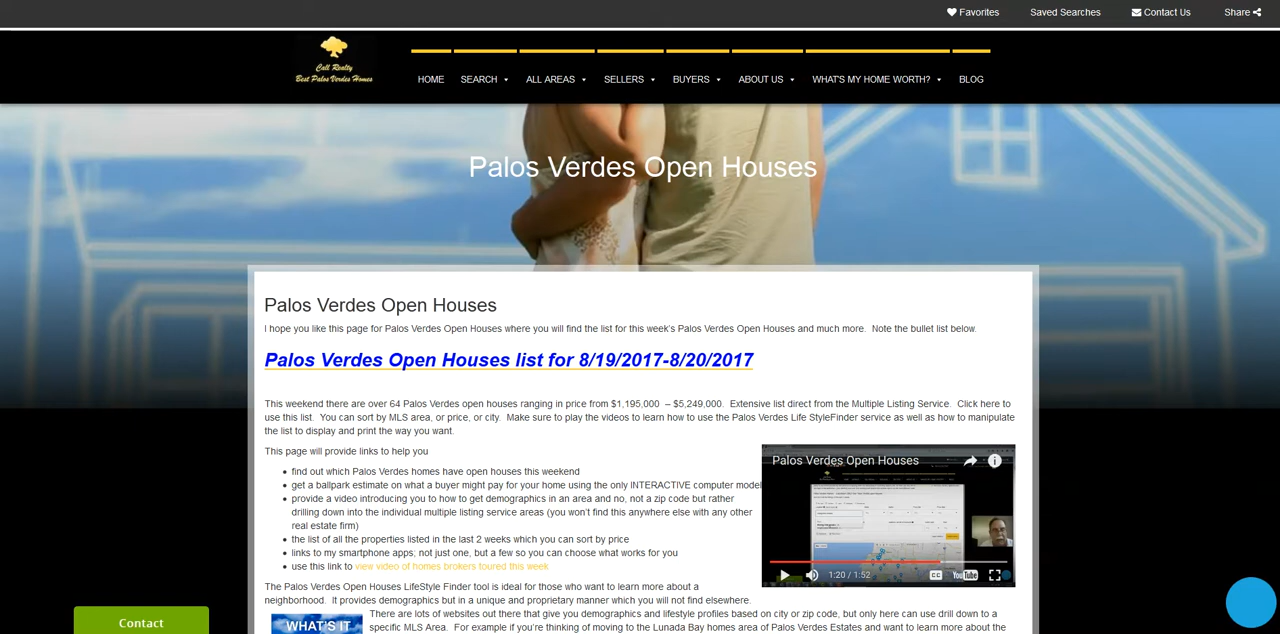 Favorites Saved Searches Contact Us Share
Call Realty
Best Palos Verdes Homes
HOME SEARCH ALL AREAS SELLERS BUYERS ABOUT US WHAT'S MY HOME WORTH? BLOG
Palos Verdes Open Houses
Palos Verdes Open Houses
I hope you like this page for Palos Verdes Open Houses where you will find the list for this week's Palos Verdes Open Houses and much more. Note the bullet list below.
Palos Verdes Open Houses list for 8/19/2017-8/20/2017
This weekend there are over 64 Palos Verdes open houses ranging in price from $1,195,000 – $5,249,000. Extensive list direct from the Multiple Listing Service. Click here to
use this list. You can sort by MLS area, or price, or city. Make sure to play the videos to learn how to use the Palos Verdes Life StyleFinder service as well as how to manipulate
the list to display and print the way you want.
This page will provide links to help you
find out which Palos Verdes homes have open houses this weekend
get a ballpark estimate on what a buyer might pay for your home using the only INTERACTIVE computer model
provide a video introducing you to how to get demographics in an area and no, not a zip code but rather
drilling down into the individual multiple listing service areas (you won't find this anywhere else with any other
real estate firm)
the list of all the properties listed in the last 2 weeks which you can sort by price
links to my smartphone apps; not just one, but a few so you can choose what works for you
use this link to view video of homes brokers toured this week
Palos Verdes Open Houses
1:20 / 1:52 CC YouTube
The Palos Verdes Open Houses LifeStyle Finder tool is ideal for those who want to learn more about a
neighborhood. It provides demographics but in a unique and proprietary manner which you will not find elsewhere.
There are lots of websites out there that give you demographics and lifestyle profiles based on city or zip code, but only here can use drill down to a
specific MLS Area. For example if you're thinking of moving to the Lunada Bay homes area of Palos Verdes Estates and want to learn more about the
WHAT'S IT
Contact